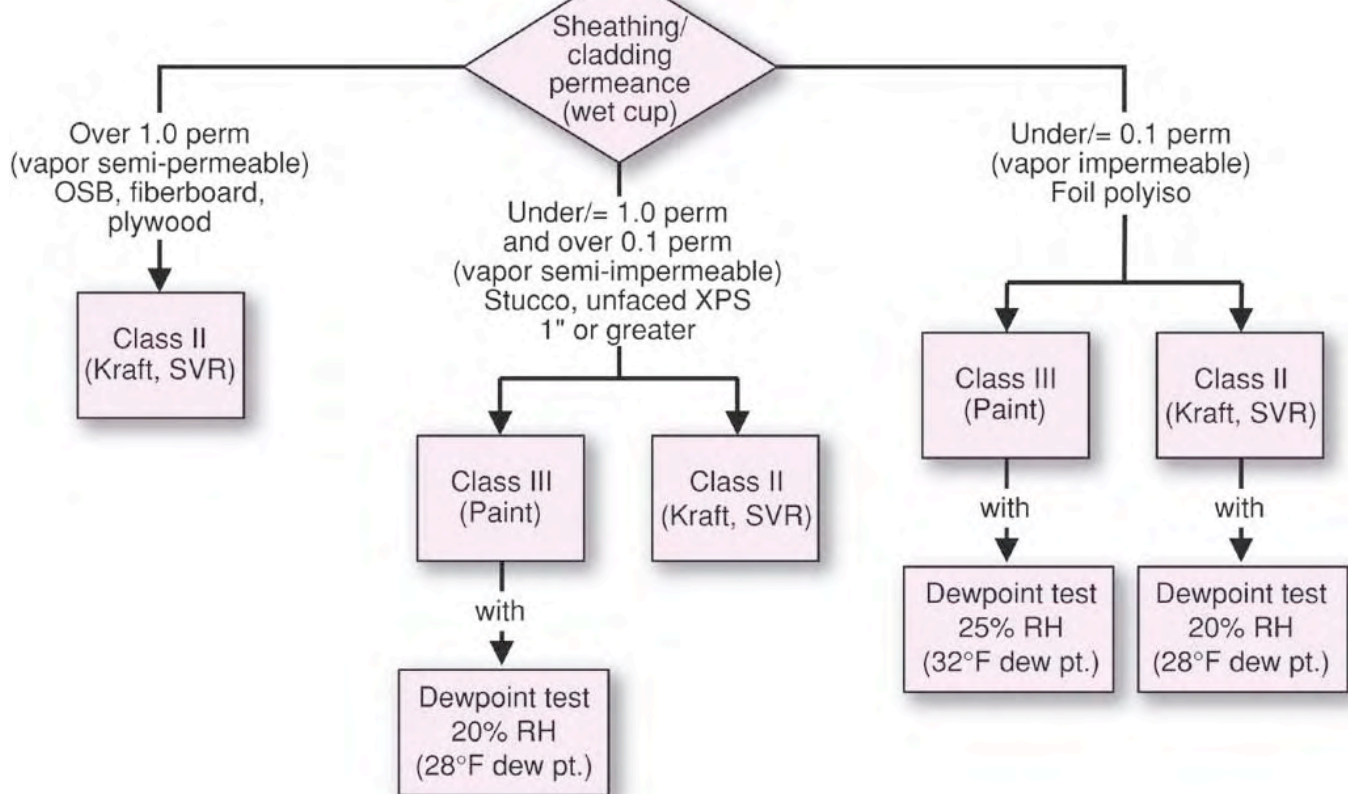 Sheathing/
cladding
permeance
(wet cup)
Over 1.0 perm
(vapor semi-permeable)
OSB, fiberboard,
plywood
Class II
(Kraft, SVR)
Under/= 1.0 perm
and over 0.1 perm
(vapor semi-impermeable)
Stucco, unfaced XPS
1" or greater
Class III
(Paint)
with
Dewpoint test
20% RH
(28°F dew pt.)
Class II
(Kraft, SVR)
Under/= 0.1 perm
(vapor impermeable)
Foil polyiso
Class III
(Paint)
with
Dewpoint test
25% RH
(32°F dew pt.)
Class II
(Kraft, SVR)
with
Dewpoint test
20% RH
(28°F dew pt.)